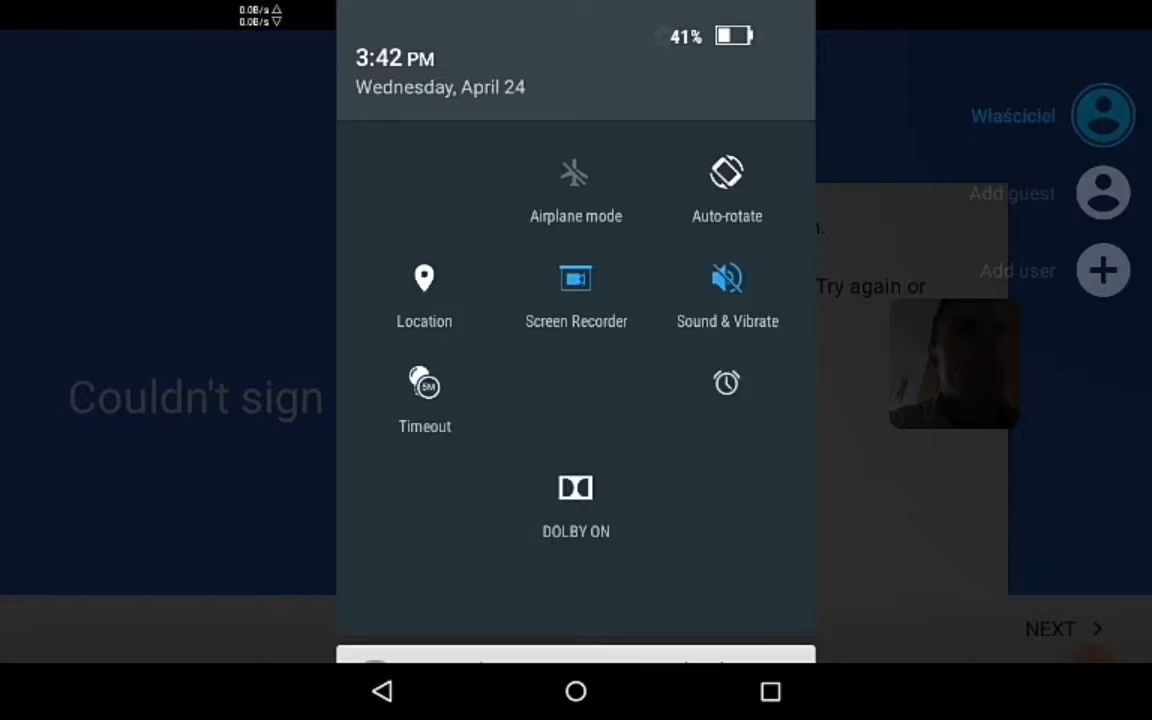 0.0B/s
0.0B/s
41%
3:42 PM
Wednesday, April 24
Właściciel
Add guest
Add user
Airplane mode
Auto-rotate
Location
Screen Recorder
Sound & Vibrate
5M
Timeout
DOLBY ON
Couldn't sign
Try again or
NEXT